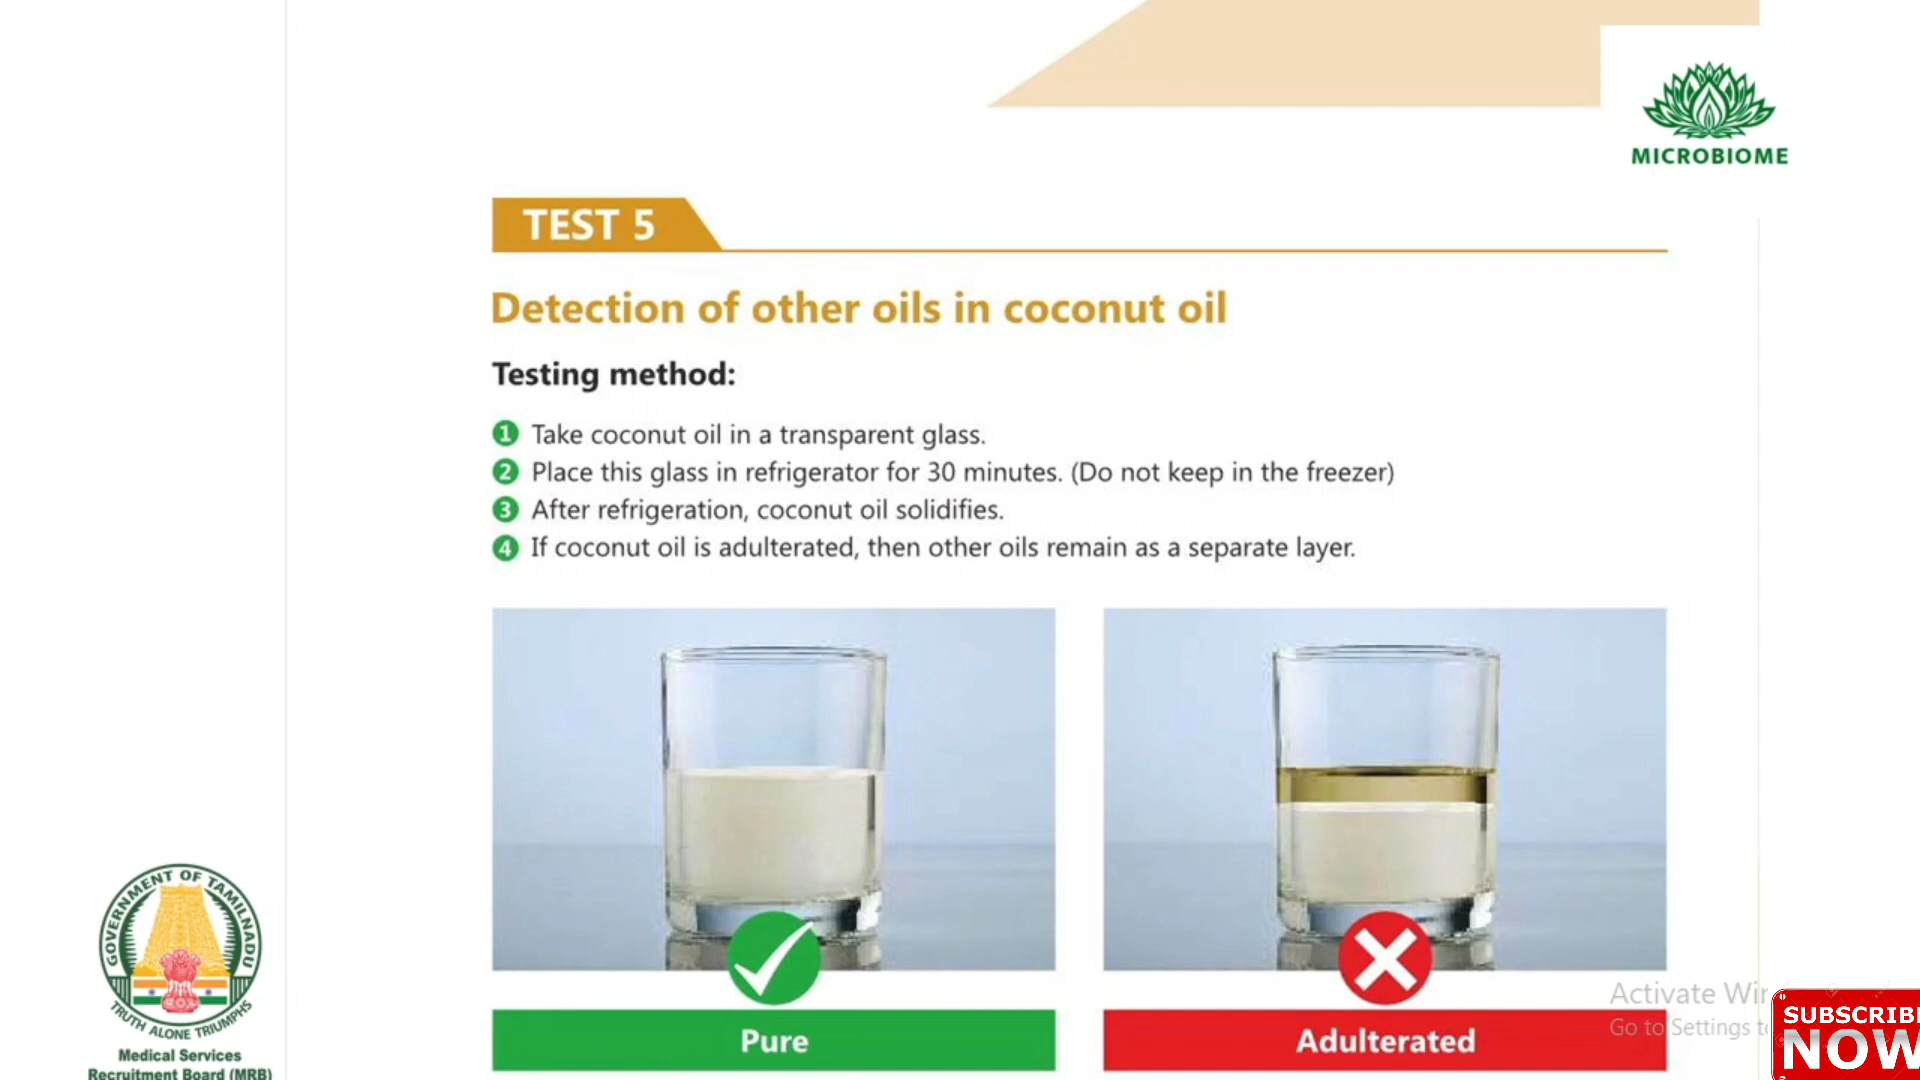 MICROBIOME
TEST 5
Detection of other oils in coconut oil
Testing method:
1 Take coconut oil in a transparent glass.
2 Place this glass in refrigerator for 30 minutes. (Do not keep in the freezer)
3 After refrigeration, coconut oil solidifies.
4 If coconut oil is adulterated, then other oils remain as a separate layer.
Pure
Adulterated
GOVERNMENT OF TAMILNADU
TRUTH ALONE TRIUMPHS
Medical Services
Recruitment Board (MRB)
Activate Win
Go to Settings t
SUBSCRIBE
NOW